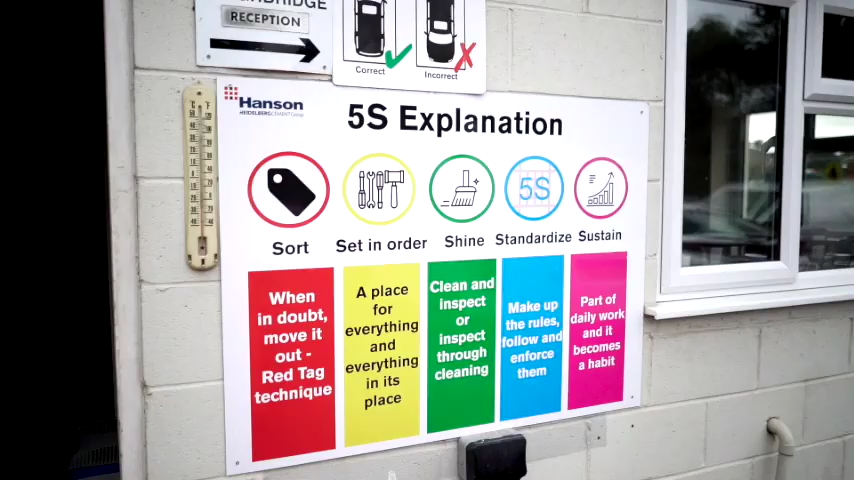 RECEPTION
Correct
Incorrect
Hanson
HEIDELBERGCEMENT Group
5S Explanation
5S
Sort
Set in order
Shine
Standardize
Sustain
When
in doubt,
move it
out -
Red Tag
technique
A place
for
everything
and
everything
in its
place
Clean and
inspect
or
inspect
through
cleaning
Make up
the rules,
follow and
enforce
them
Part of
daily work
and it
becomes
a habit